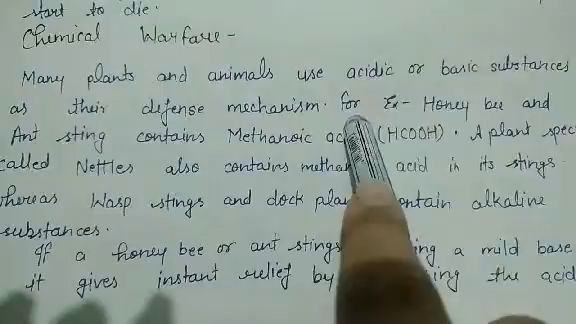 start to die.
Chemical Warfare -
Many plants and animals use acidic or basic substances
as their defense mechanism. for Ex - Honey bee and
Ant sting contains Methanoic (HCOOH). A plant
called Nettles also contains acid in its stings
whereas Wasp stings and dock contain alkaline
substances.
If a honey bee or ant stings a mild base
it gives instant relief by the acid